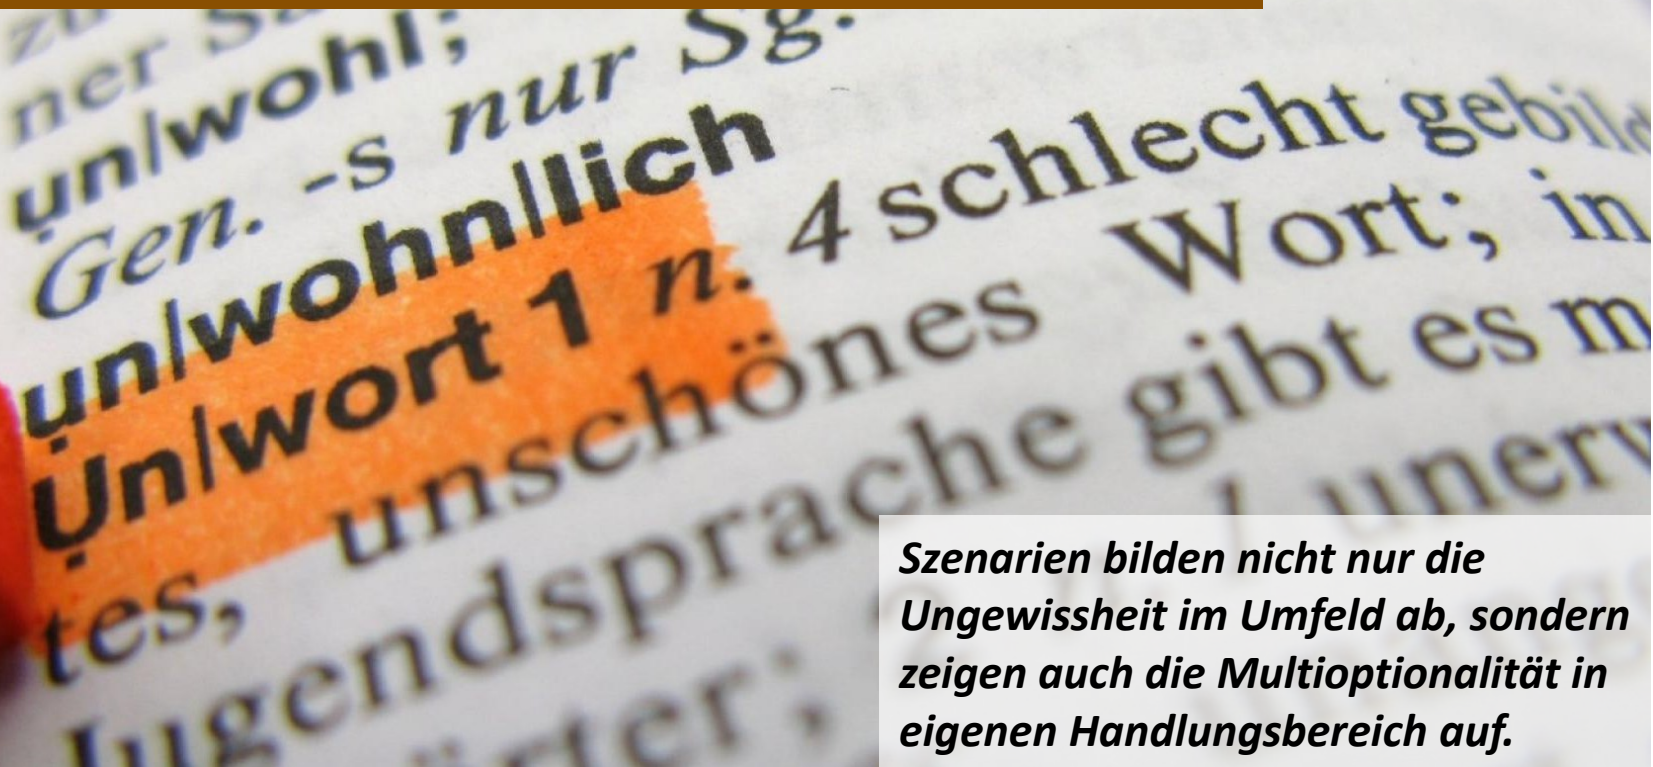 ner
un|wohl;
Gen. -s nur Sg.
un|wohn|lich
Un|wort 1 n. 4 schlecht
tes, unschönes Wort; in
Jugendsprache gibt es
Szenarien bilden nicht nur die
Ungewissheit im Umfeld ab, sondern
zeigen auch die Multioptionalität in
eigenen Handlungsbereich auf.